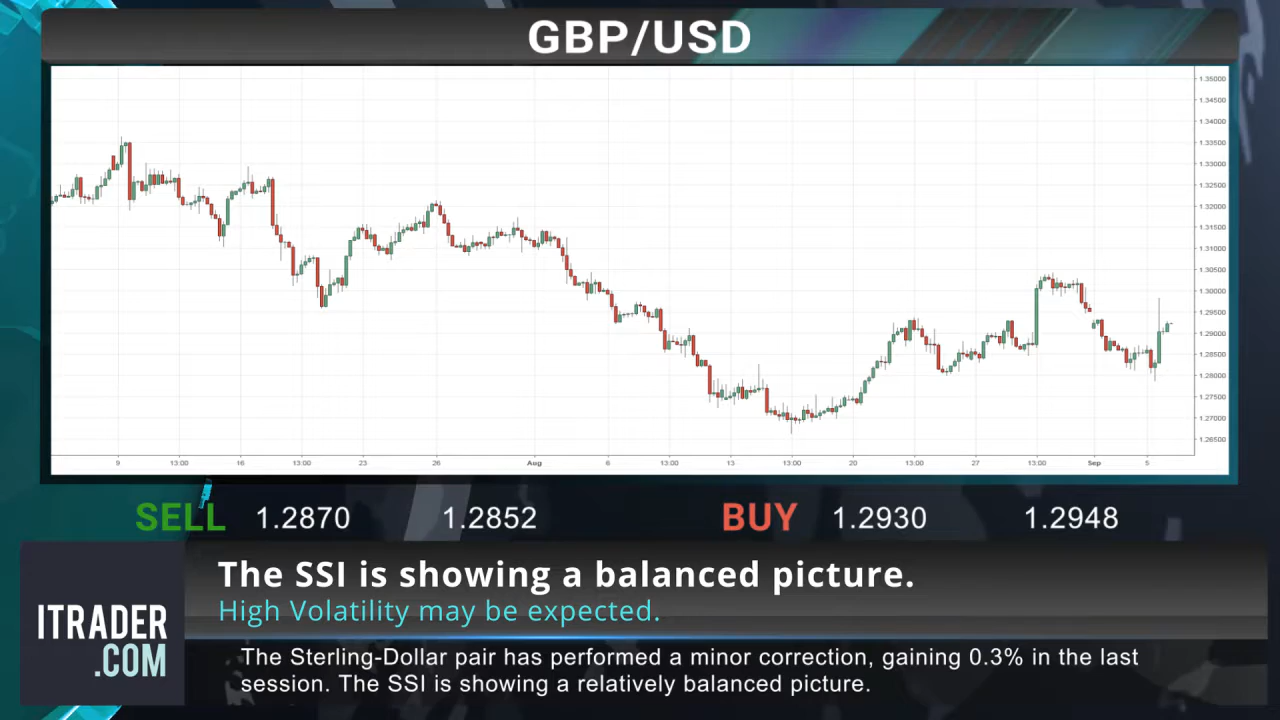 GBP/USD
1.35000
1.34500
1.34000
1.33500
1.33000
1.32500
1.32000
1.31500
1.31000
1.30500
1.30000
1.29500
1.29000
1.28500
1.28000
1.27500
1.27000
1.26500
9 13:00 16 13:00 23 26 Aug 6 13:00 13 13:00 20 13:00 27 13:00 Sep 5
SELL 1.2870 1.2852 BUY 1.2930 1.2948
The SSI is showing a balanced picture.
High Volatility may be expected.
ITRADER
.COM
The Sterling-Dollar pair has performed a minor correction, gaining 0.3% in the last
session. The SSI is showing a relatively balanced picture.